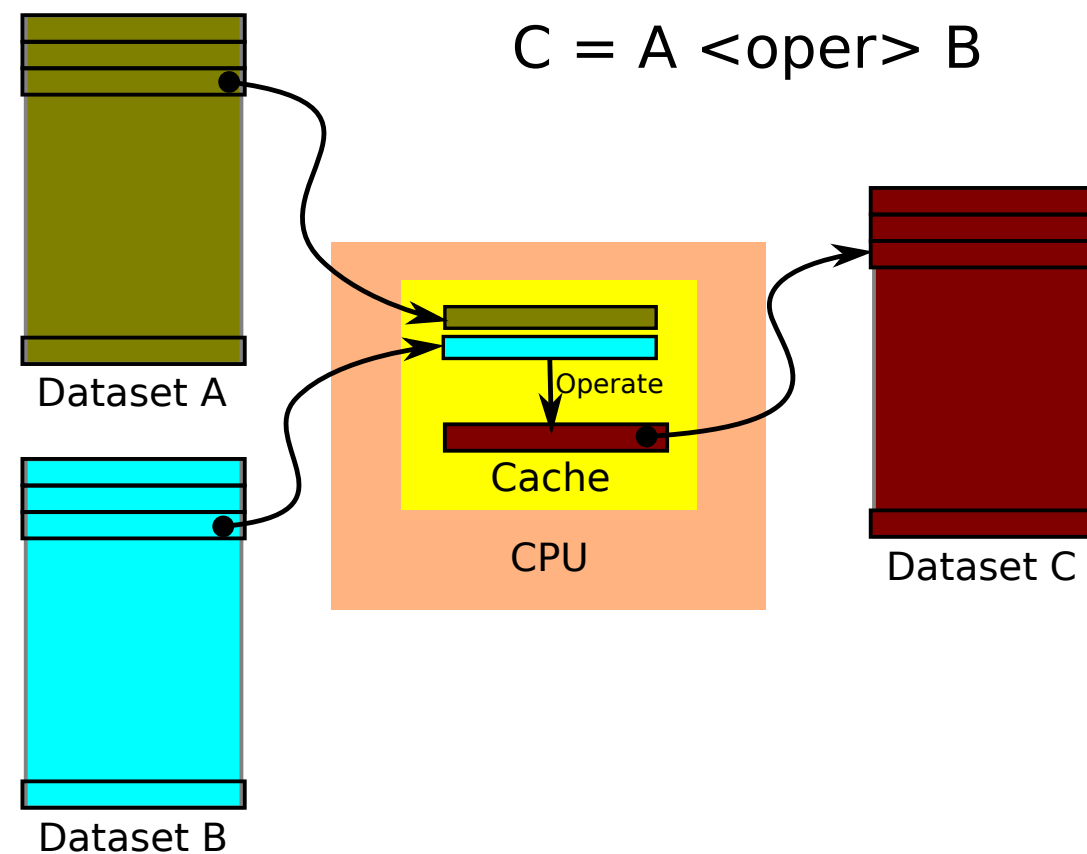 C = A <oper> B
Dataset A
Operate
Cache
CPU
Dataset C
Dataset B